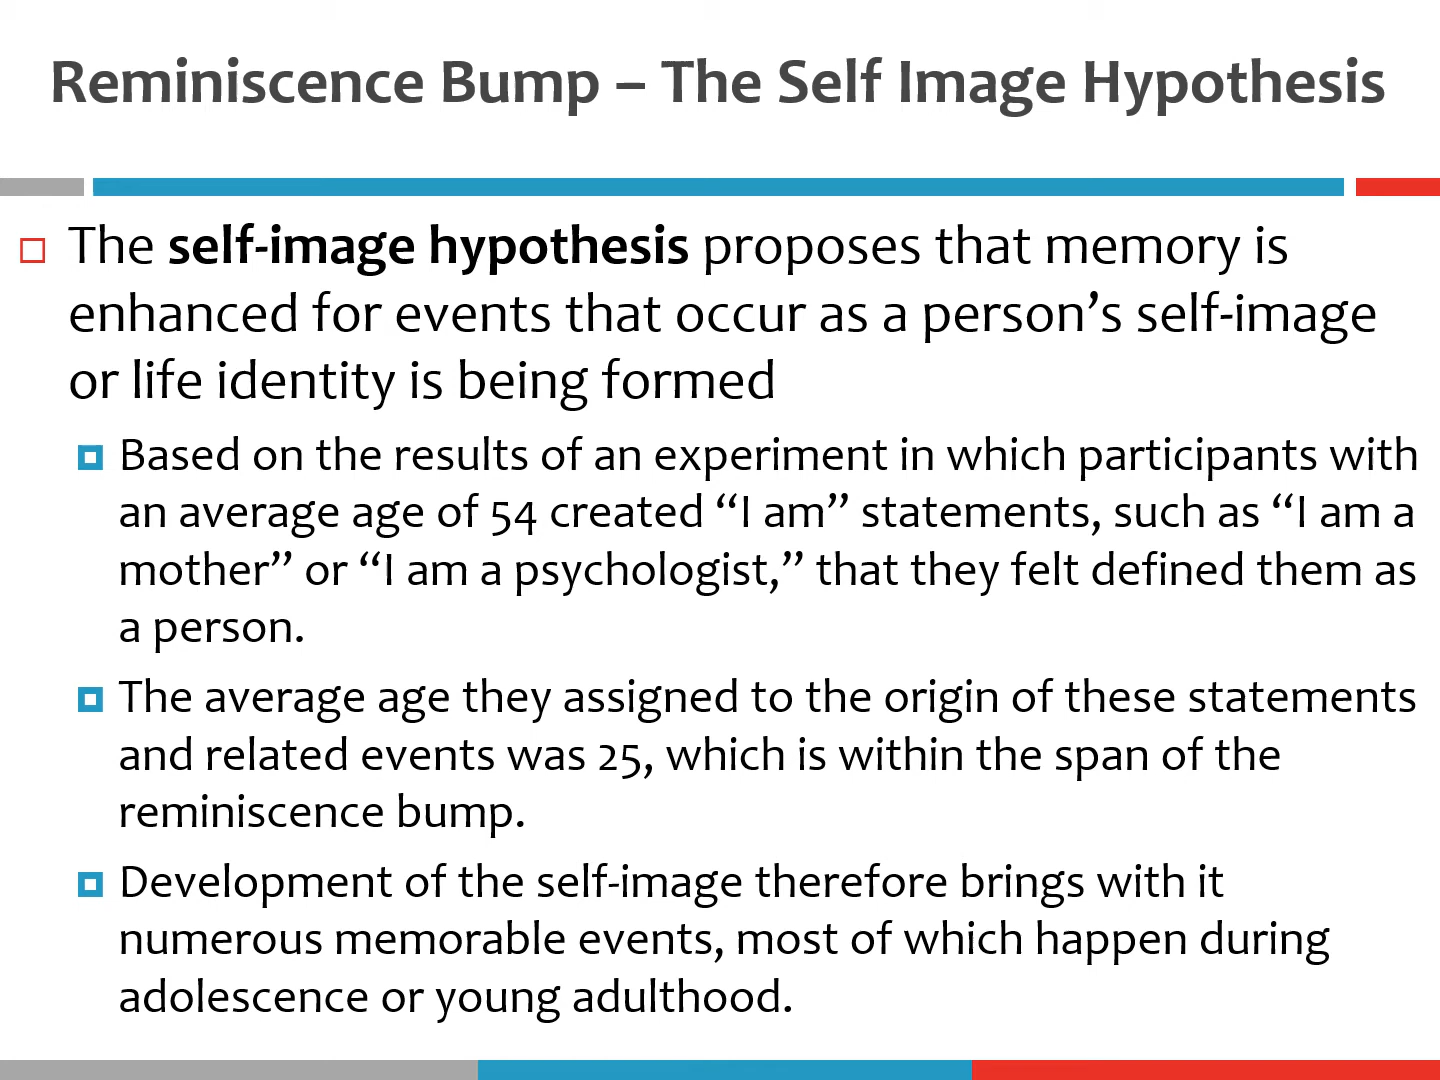 Reminiscence Bump – The Self Image Hypothesis
The self-image hypothesis proposes that memory is
enhanced for events that occur as a person’s self-image
or life identity is being formed
Based on the results of an experiment in which participants with
an average age of 54 created “I am” statements, such as “I am a
mother” or “I am a psychologist,” that they felt defined them as
a person.
The average age they assigned to the origin of these statements
and related events was 25, which is within the span of the
reminiscence bump.
Development of the self-image therefore brings with it
numerous memorable events, most of which happen during
adolescence or young adulthood.